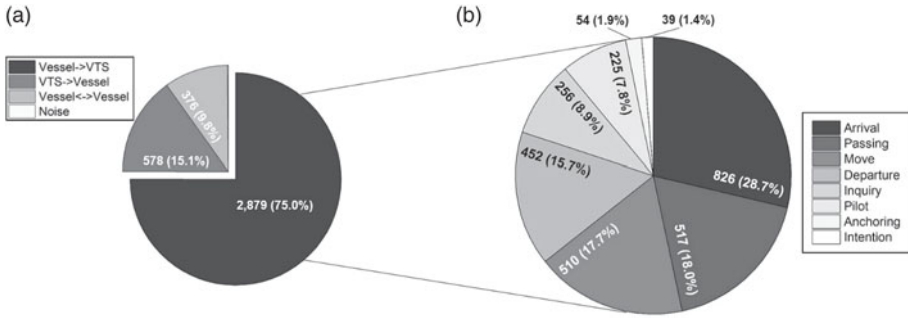 (a)
Vessel->VTS
VTS->Vessel
Vessel<->Vessel
Noise
376 (9.8%)
578 (15.1%)
2,879 (75.0%)
(b)
54 (1.9%)
39 (1.4%)
225 (7.8%)
256 (8.9%)
452 (15.7%)
510 (17.7%)
517 (18.0%)
826 (28.7%)
Arrival
Passing
Move
Departure
Inquiry
Pilot
Anchoring
Intention